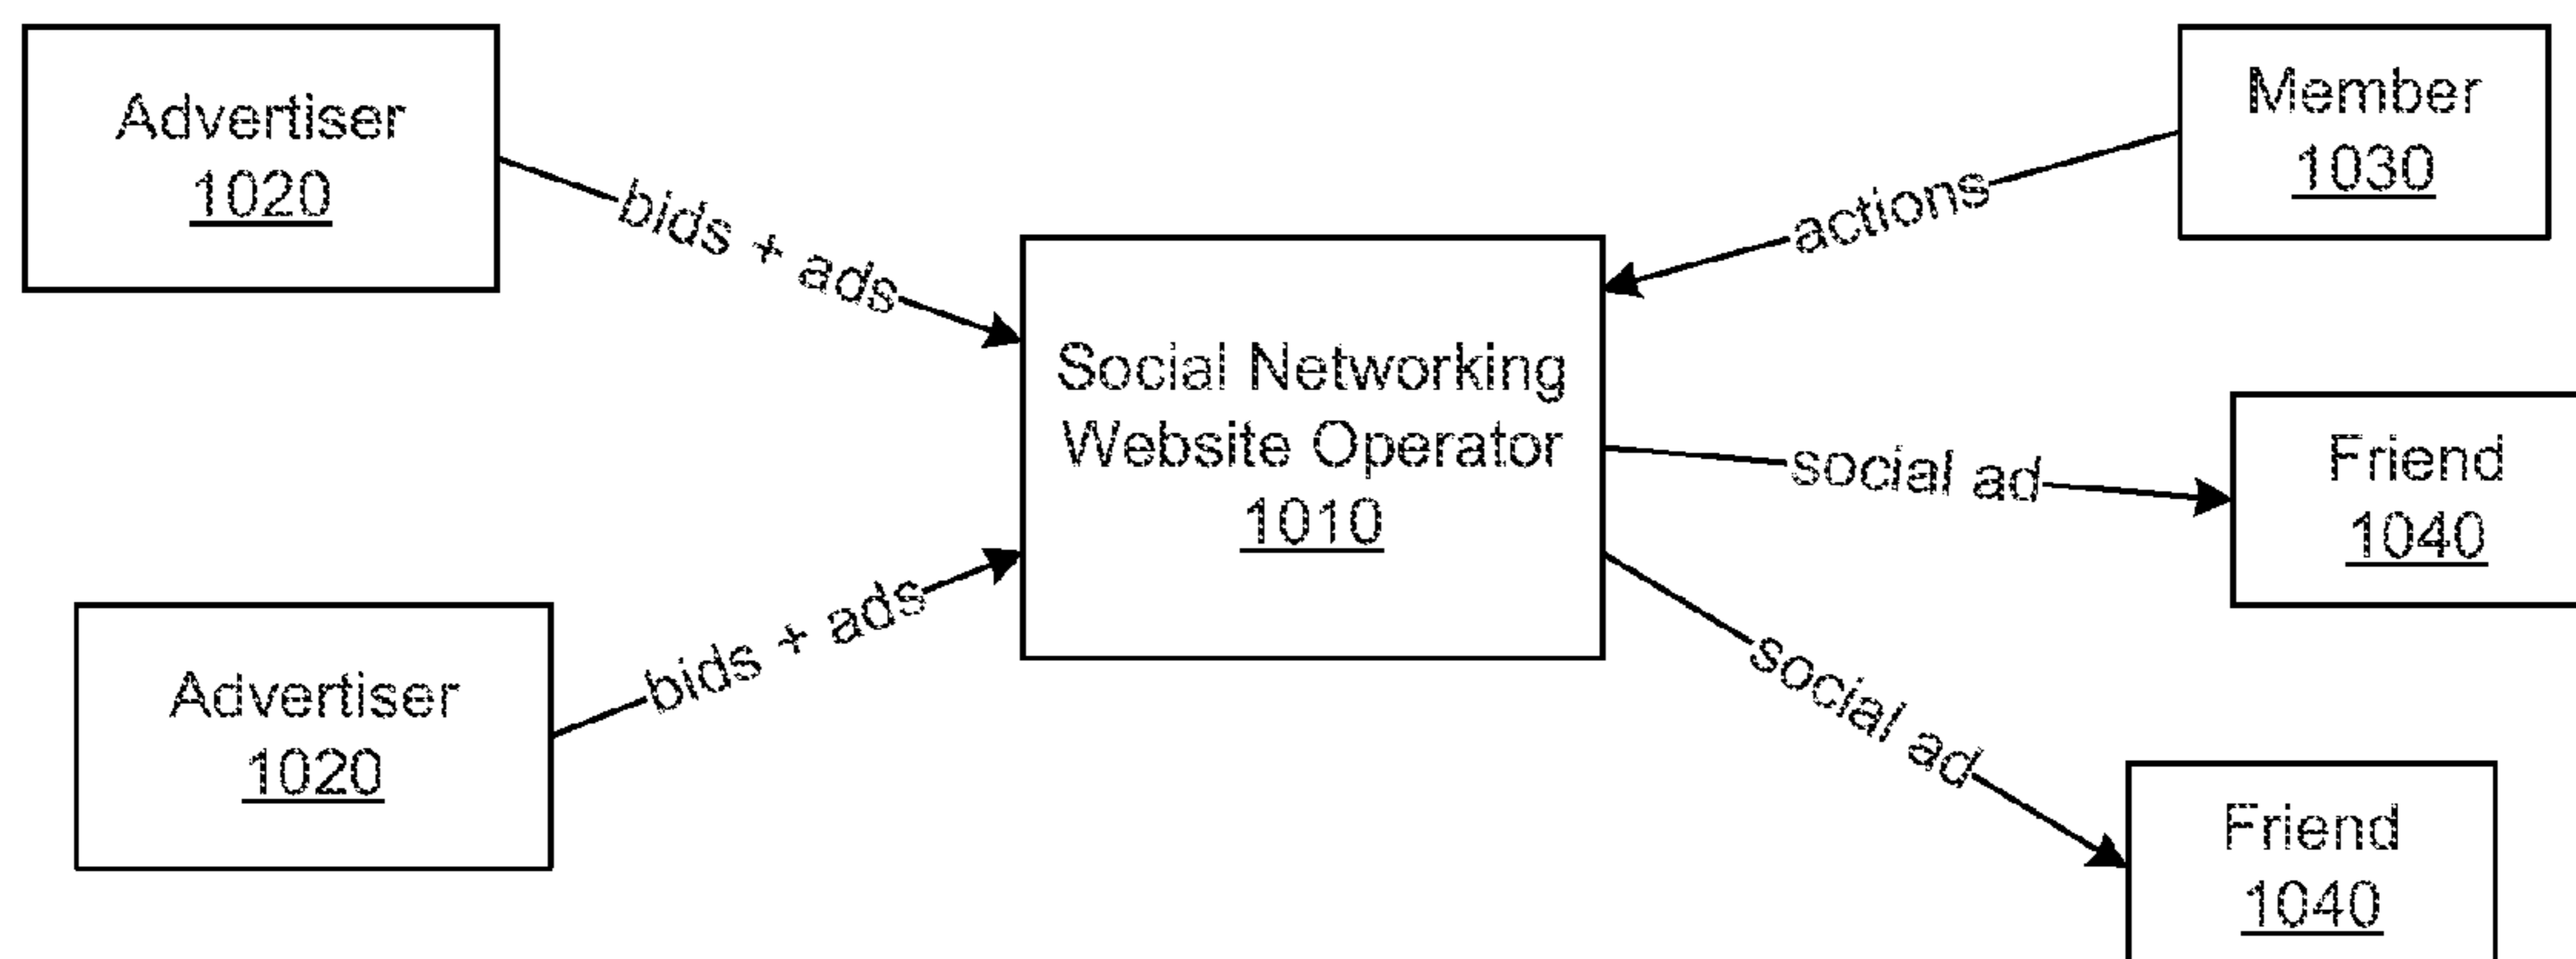 Advertiser
1020
bids + ads
Advertiser
1020
bids + ads
Social Networking
Website Operator
1010
Member
1030
actions
social ad
Friend
1040
social ad
Friend
1040